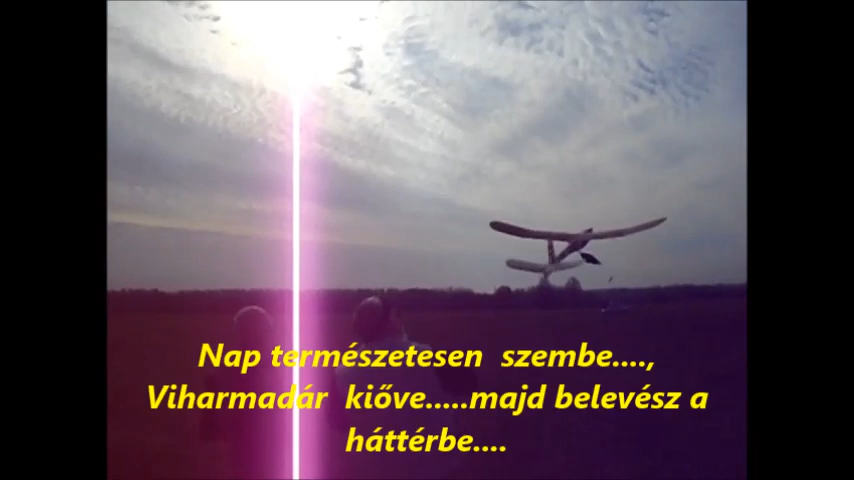 Nap természetesen szembe....,
Viharmadár kiőve.....majd belevész a
háttérbe....